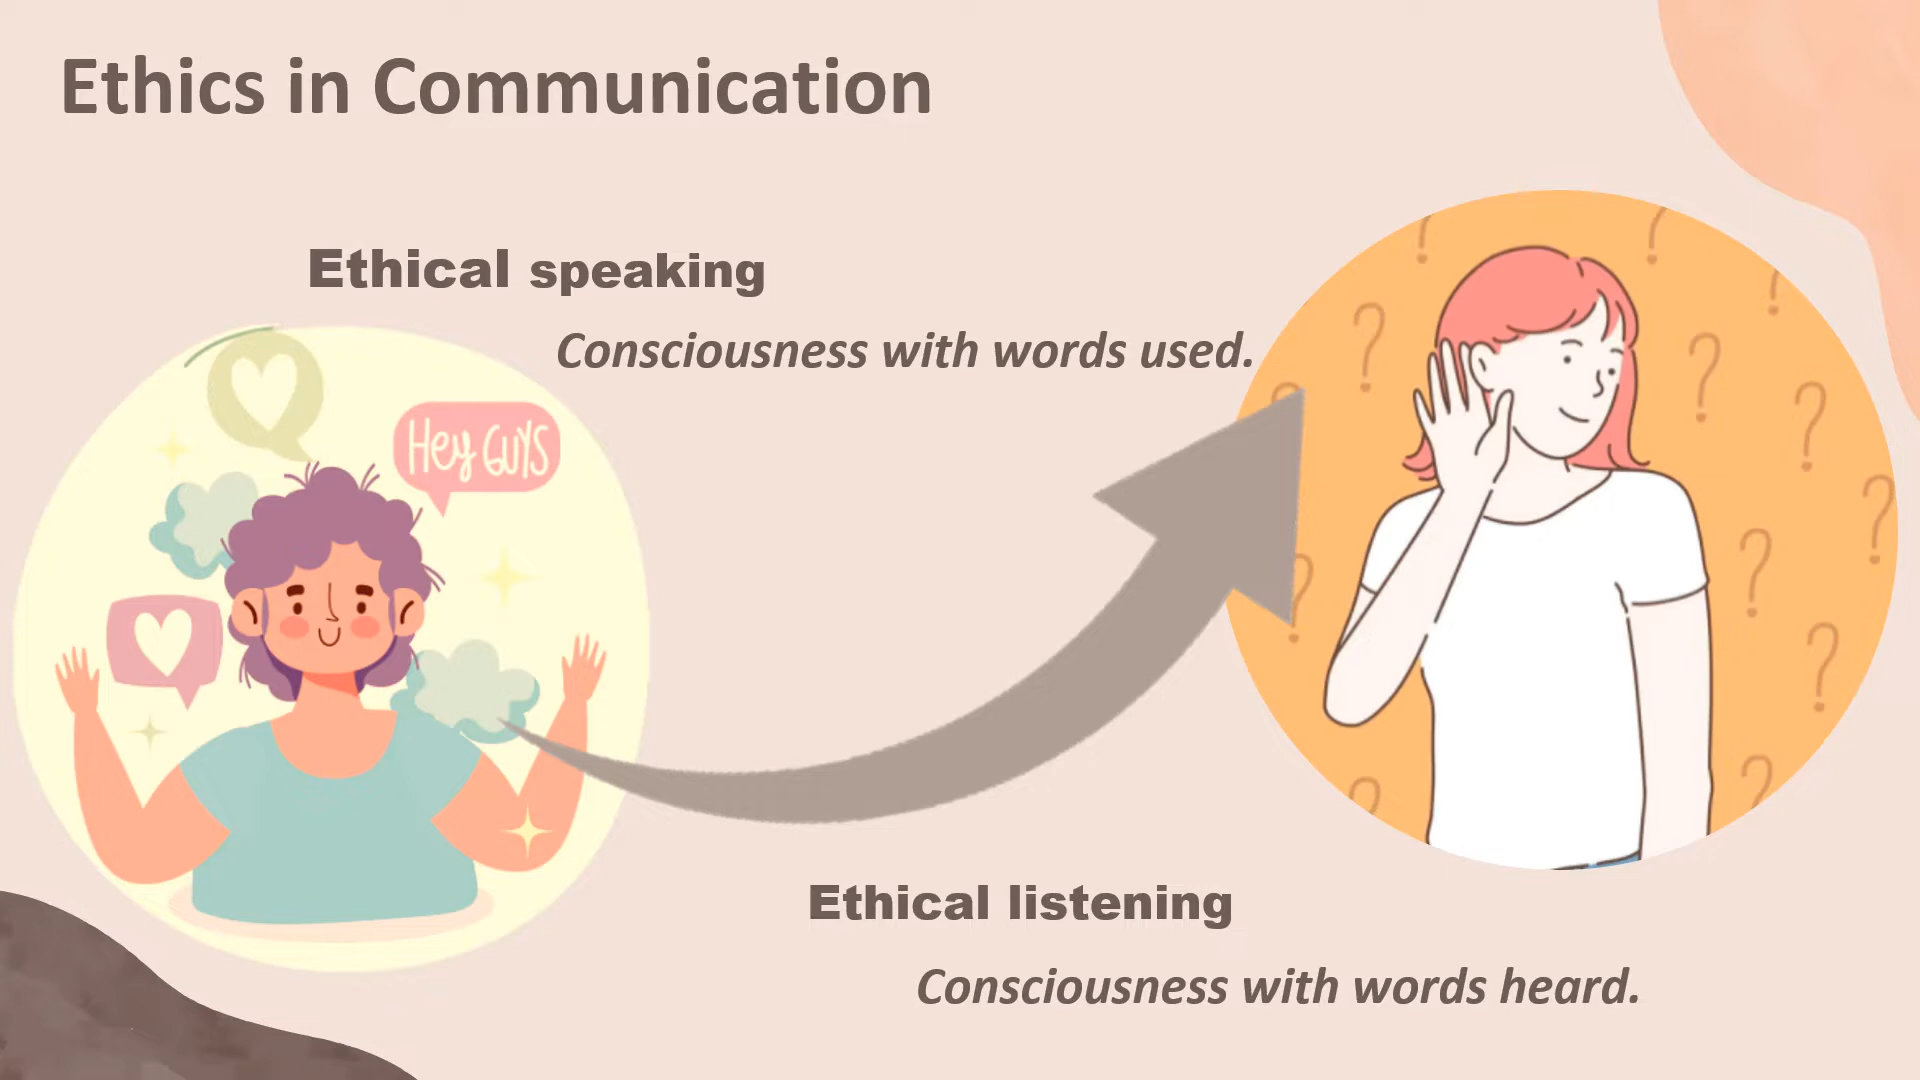 Ethics in Communication
Ethical speaking
Consciousness with words used.
Hey GUYS
Ethical listening
Consciousness with words heard.